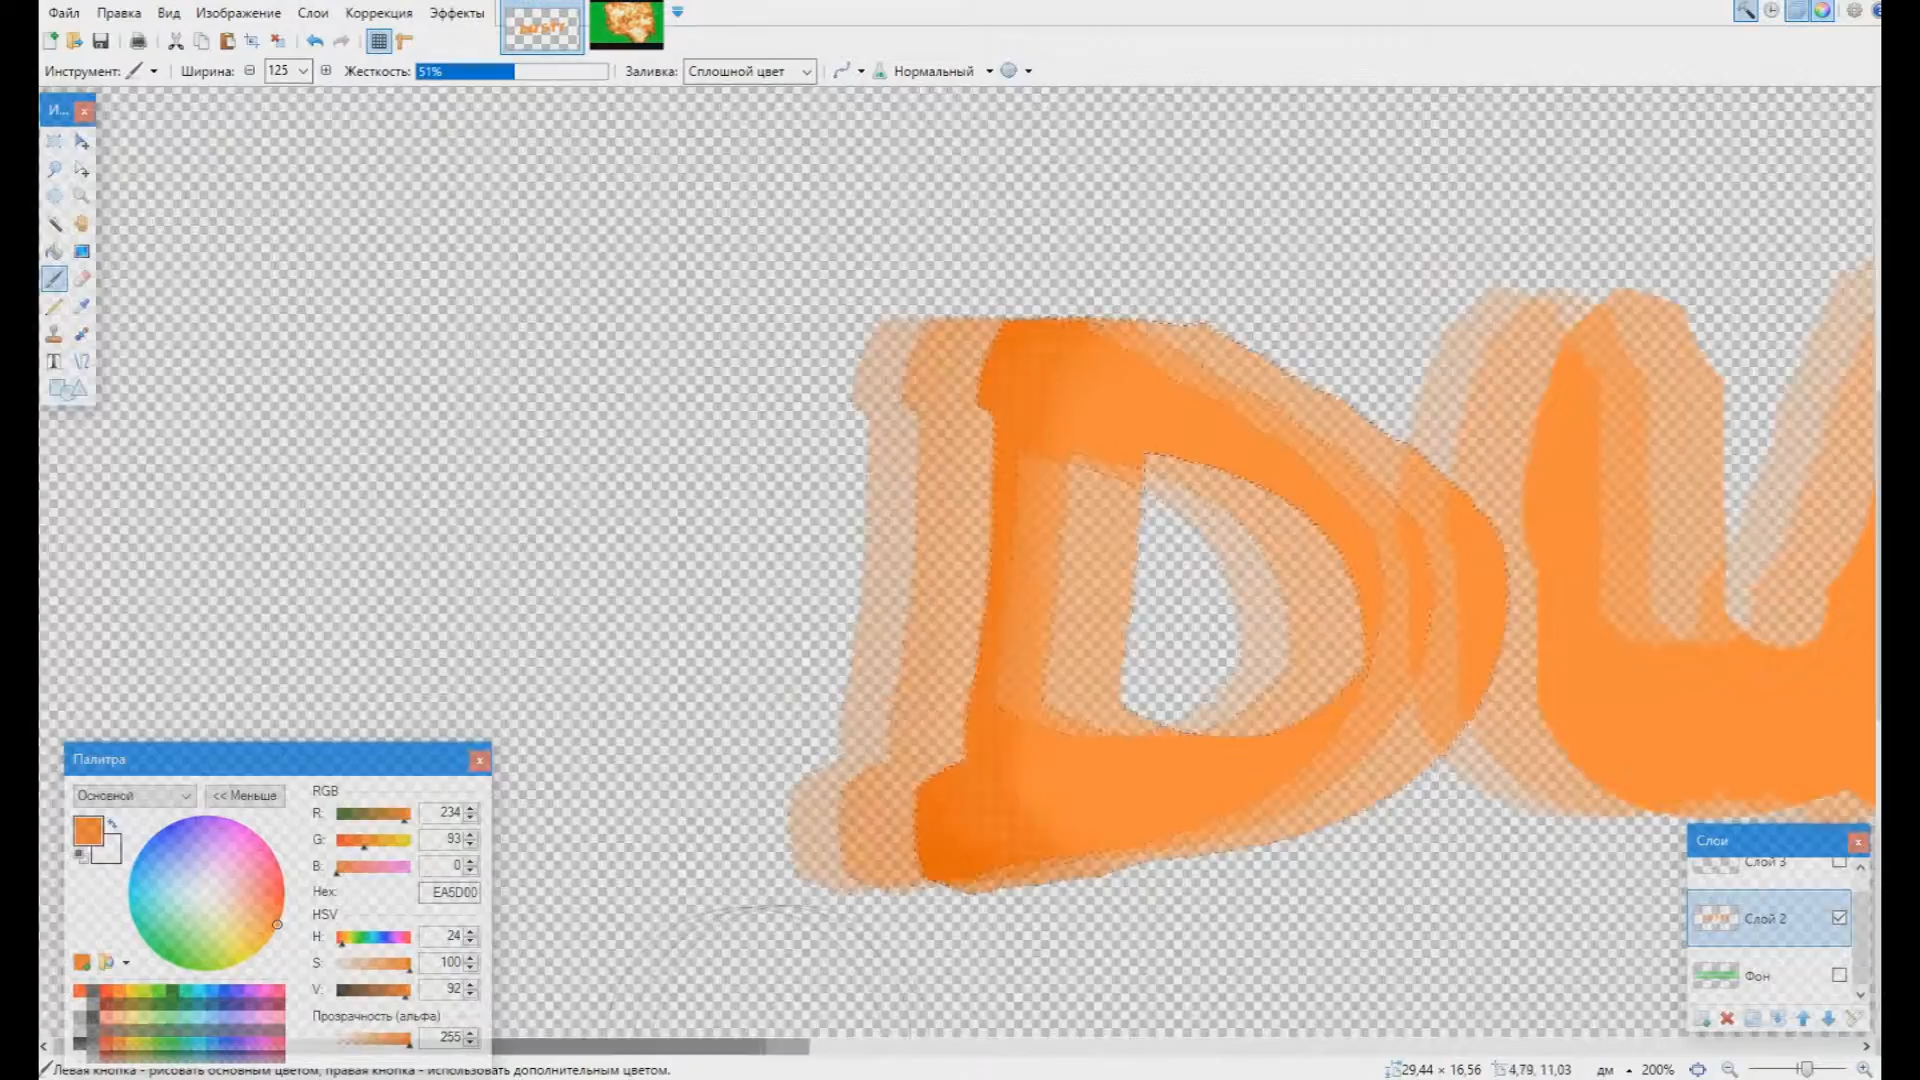 Файл Правка Вид Изображение Слои Коррекция Эффекты
Инструмент: Ширина: 125 Жесткость: 51% Заливка: Сплошной цвет Нормальный
И...
DU
Палитра
Основной << Меньше
RGB
R: 234
G: 93
B: 0
Hex: EA5D00
HSV
H: 24
S: 100
V: 92
Прозрачность (альфа)
255
Слои
Слой 3
Слой 2
Фон
Левая кнопка - рисовать основным цветом, правая кнопка - использовать дополнительным цветом.
29,44 × 16,56 4,79, 11,03 дм 200%